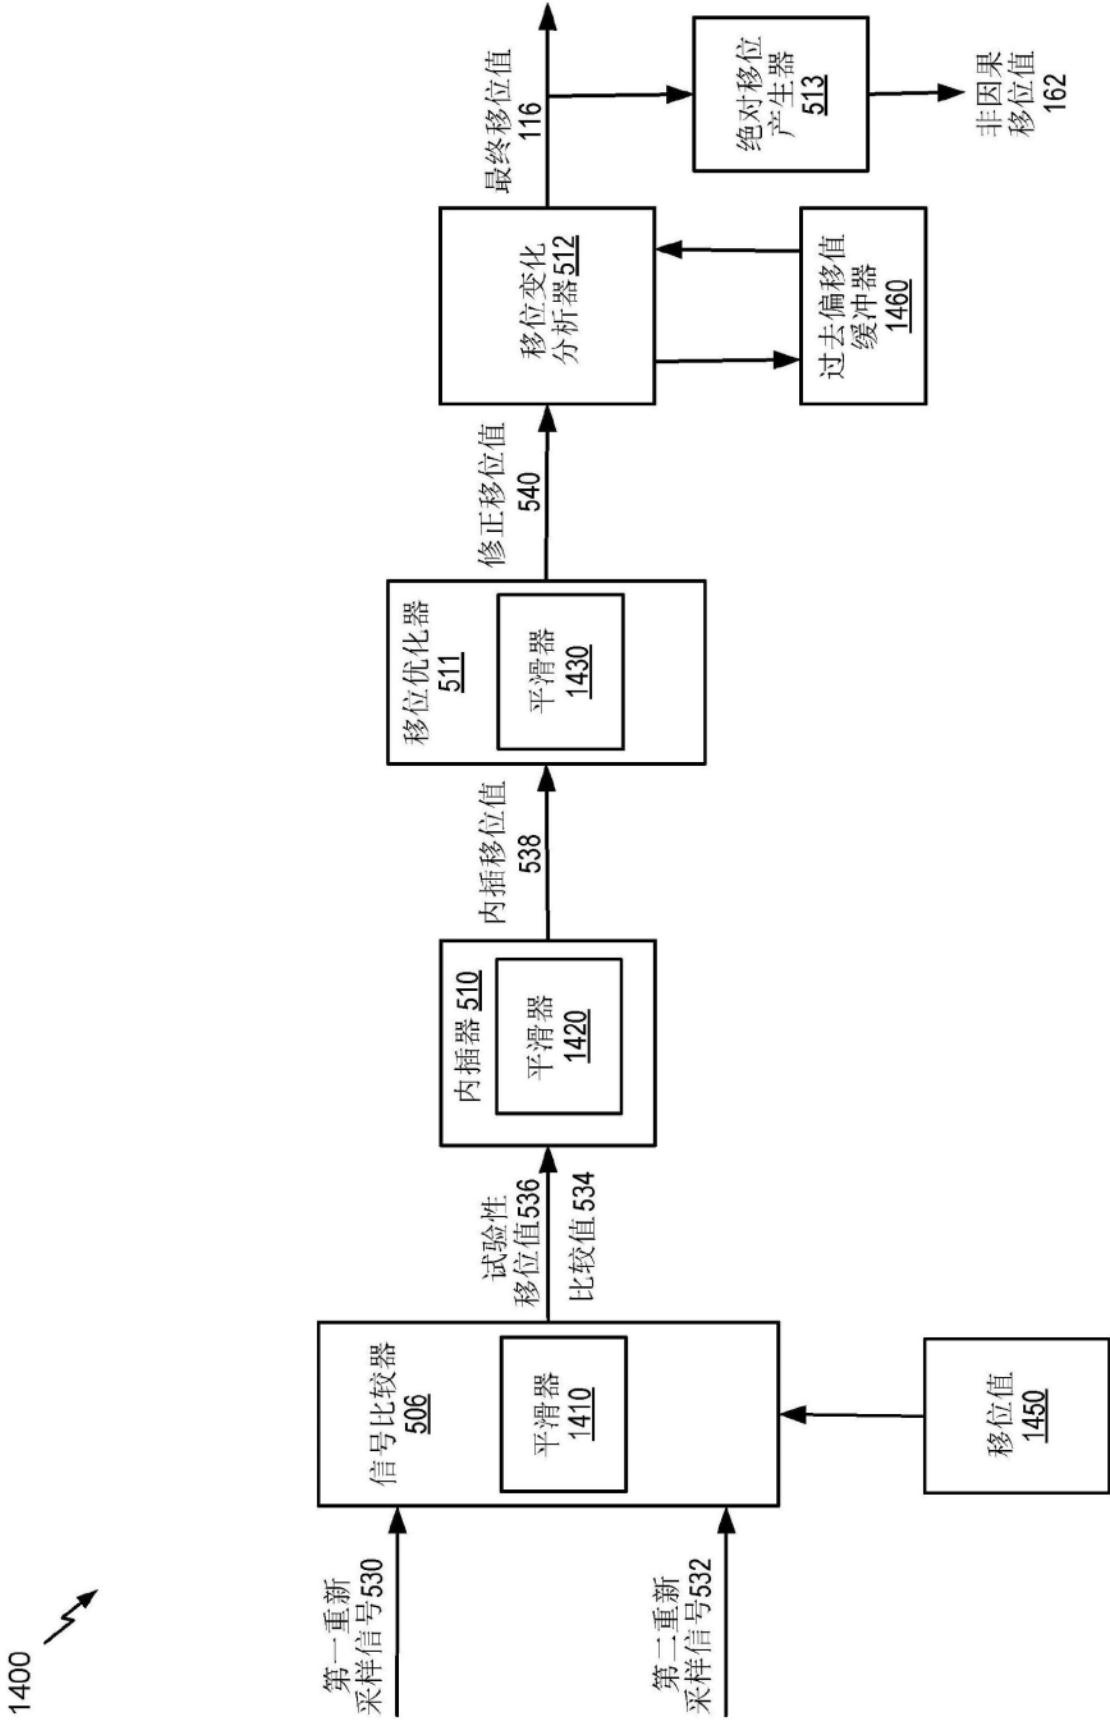 1400
第一重新
采样信号530
第二重新
采样信号532
信号比较器
506
平滑器
1410
移位值
1450
试验性
移位值536
比较值534
内插器510
平滑器
1420
内插移位值
538
移位优化器
511
平滑器
1430
修正移位值
540
移位变化
分析器512
过去偏移值
缓冲器
1460
最终移位值
116
绝对移位
产生器
513
非因果
移位值
162